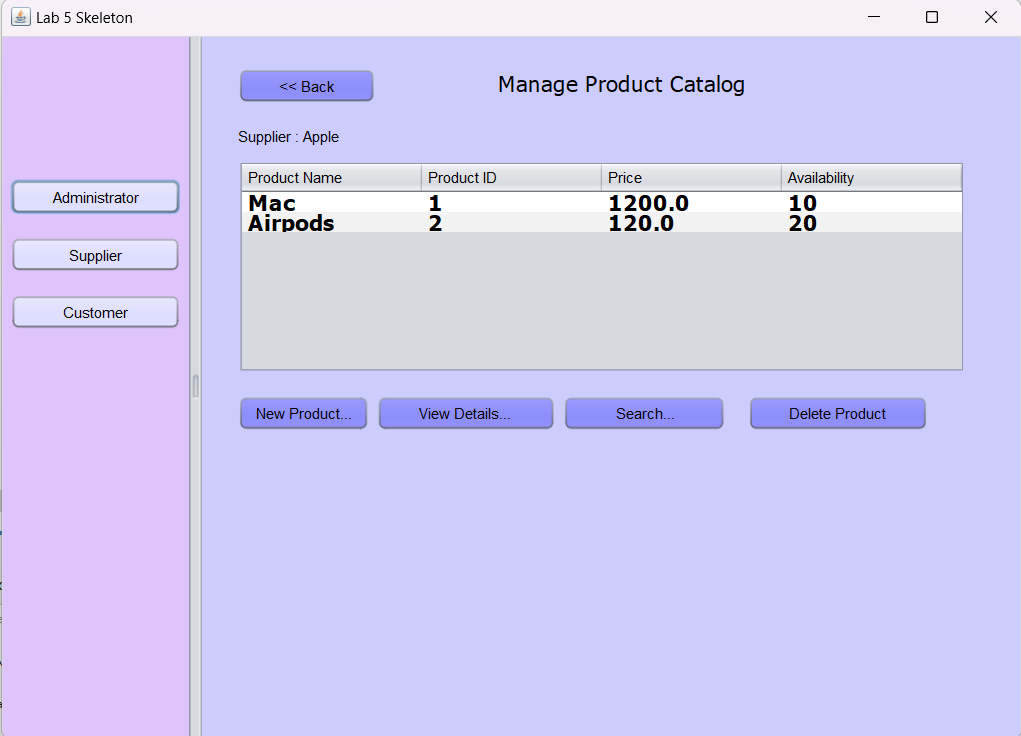 Lab 5 Skeleton
Administrator
Supplier
Customer
<< Back
Manage Product Catalog
Supplier : Apple
Product Name Product ID Price Availability
Mac 1 1200.0 10
Airpods 2 120.0 20
New Product... View Details... Search... Delete Product